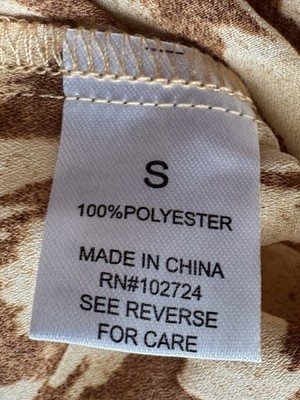 S
100%POLYESTER
MADE IN CHINA
RN#102724
SEE REVERSE
FOR CARE